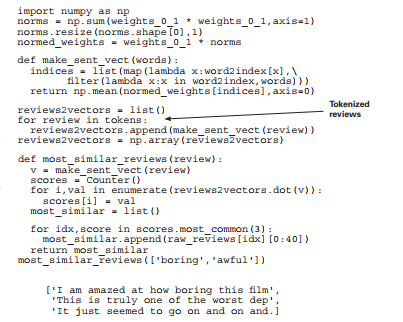 import numpy as np
norms = np.sum(weights_0_1 * weights_0_1,axis=1)
norms.resize(norms.shape[0],1)
normed_weights = weights_0_1 * norms
def make_sent_vect(words):
indices = list(map(lambda x:word2index[x],\
filter(lambda x:x in word2index,words)))
return np.mean(normed_weights[indices],axis=0)
reviews2vectors = list()
for review in tokens:
Tokenized
reviews
reviews2vectors.append(make_sent_vect(review))
reviews2vectors = np.array(reviews2vectors)
def most_similar_reviews(review):
v = make_sent_vect(review)
scores = Counter()
for i,val in enumerate(reviews2vectors.dot(v)):
scores[i] = val
most_similar = list()
for idx,score in scores.most_common(3):
most_similar.append(raw_reviews[idx][0:40])
return most_similar
most_similar_reviews(['boring','awful'])
['I am amazed at how boring this film',
'This is truly one of the worst dep',
'It just seemed to go on and on and.]